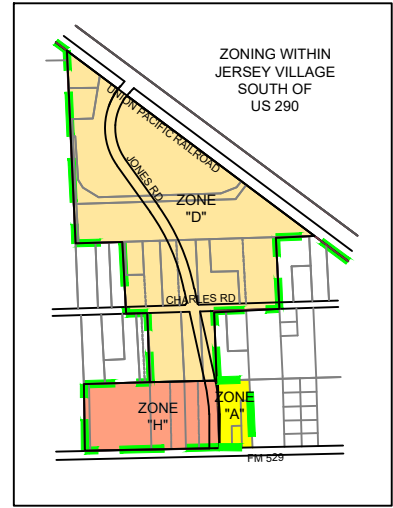 ZONING WITHIN
JERSEY VILLAGE
SOUTH OF
US 290
UNION PACIFIC RAILROAD
JONES RD
ZONE
"D"
CHARLES RD
ZONE
"H"
ZONE
"A"
FM 529